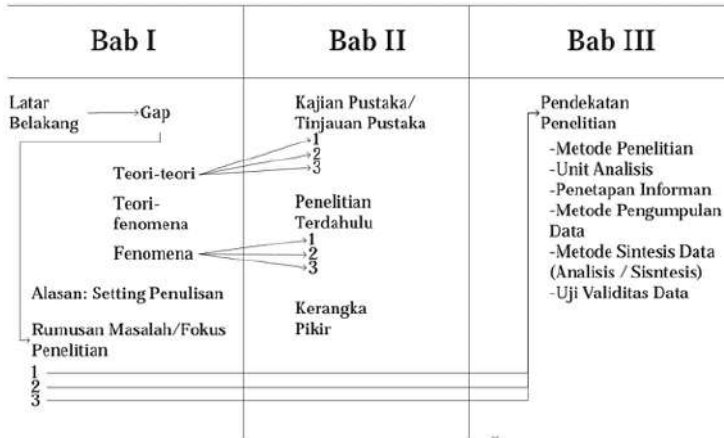 Bab I
Bab II
Bab III
Latar
Belakang
Gap
Teori-teori
Teori-
fenomena
Fenomena
Alasan: Setting Penulisan
Rumusan Masalah/Fokus
Penelitian
1
2
3
Kajian Pustaka/
Tinjauan Pustaka
1
2
3
Penelitian
Terdahulu
1
2
3
Kerangka
Pikir
Pendekatan
Penelitian
-Metode Penelitian
-Unit Analisis
-Penetapan Informan
-Metode Pengumpulan
Data
-Metode Sintesis Data
(Analisis / Sisntesis)
-Uji Validitas Data